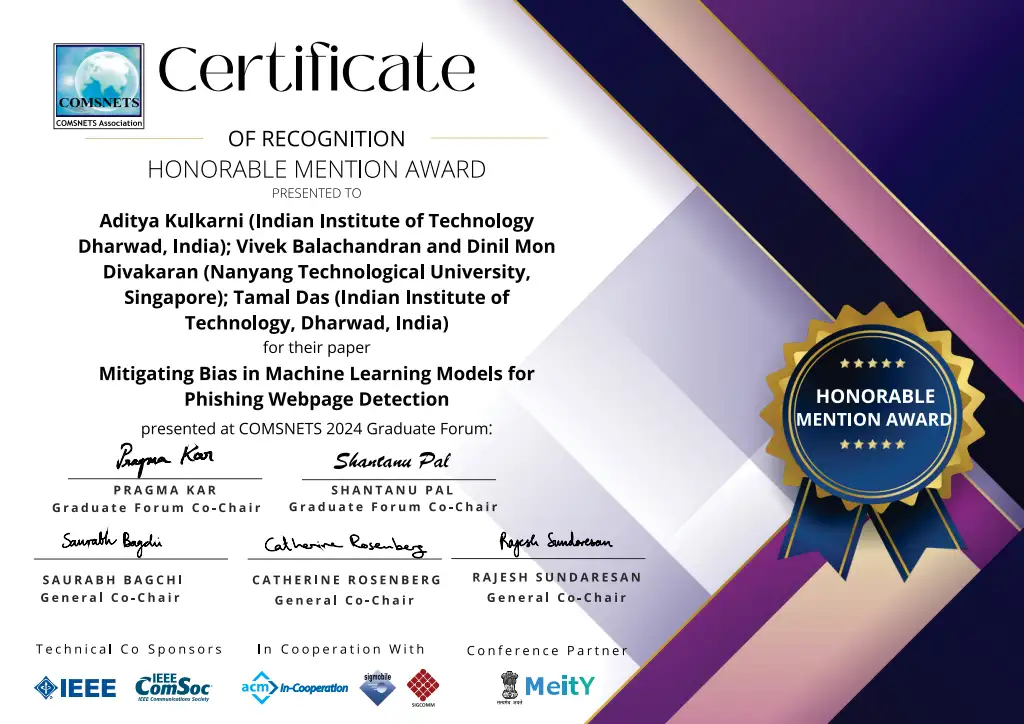 COMSNETS
COMSNETS Association
Certificate
OF RECOGNITION
HONORABLE MENTION AWARD
PRESENTED TO
Aditya Kulkarni (Indian Institute of Technology
Dharwad, India); Vivek Balachandran and Dinil Mon
Divakaran (Nanyang Technological University,
Singapore); Tamal Das (Indian Institute of
Technology, Dharwad, India)
for their paper
Mitigating Bias in Machine Learning Models for
Phishing Webpage Detection
presented at COMSNETS 2024 Graduate Forum:
HONORABLE
MENTION AWARD
Pragma Kar
Shantanu Pal
PRAGMA KAR
Graduate Forum Co-Chair
SHANTANU PAL
Graduate Forum Co-Chair
Saurabh Bagchi
Catherine Rosenberg
Rajesh Sundaresan
SAURABH BAGCHI
General Co-Chair
CATHERINE ROSENBERG
General Co-Chair
RAJESH SUNDARESAN
General Co-Chair
Technical Co Sponsors
In Cooperation With
Conference Partner
IEEE
IEEE
ComSoc
IEEE Communications Society
acm In-Cooperation
sigmobile
SIGCOMM
सत्यमेव जयते
MeitY